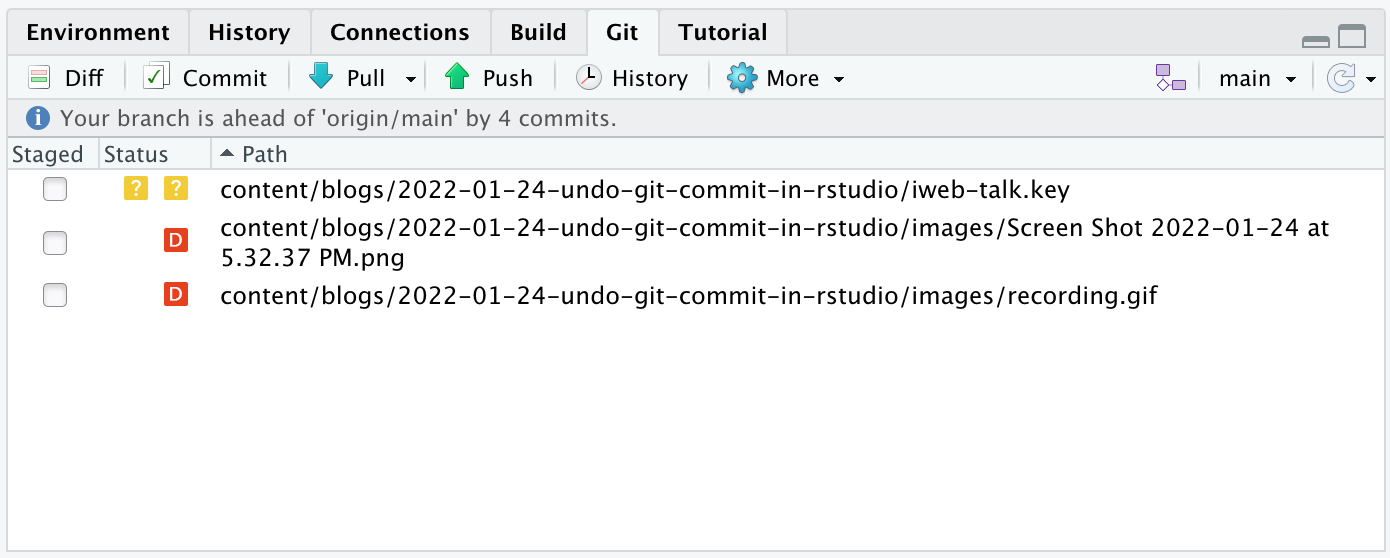 Environment History Connections Build Git Tutorial
Diff Commit Pull Push History More main
Your branch is ahead of 'origin/main' by 4 commits.
Staged Status Path
? ? content/blogs/2022-01-24-undo-git-commit-in-rstudio/iweb-talk.key
D content/blogs/2022-01-24-undo-git-commit-in-rstudio/images/Screen Shot 2022-01-24 at
5.32.37 PM.png
D content/blogs/2022-01-24-undo-git-commit-in-rstudio/images/recording.gif